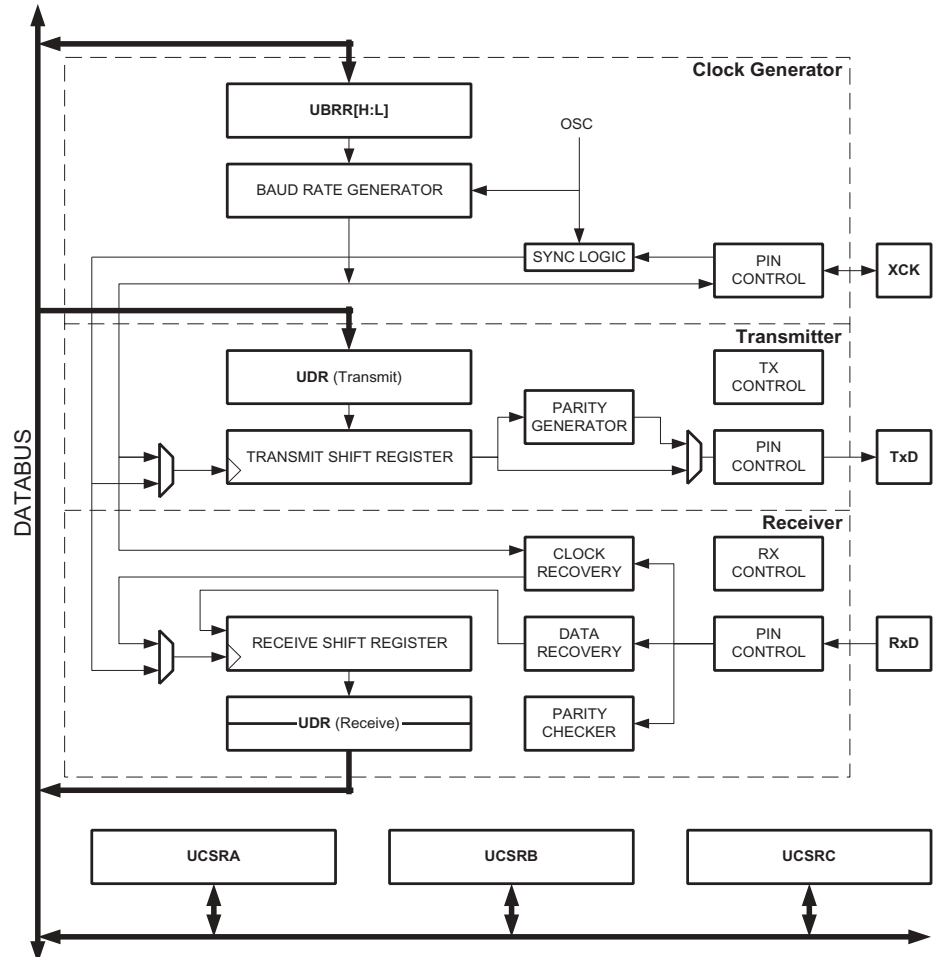 Clock Generator
UBRR[H:L]
OSC
BAUD RATE GENERATOR
SYNC LOGIC
PIN
CONTROL
XCK
Transmitter
UDR (Transmit)
TX
CONTROL
PARITY
GENERATOR
TRANSMIT SHIFT REGISTER
PIN
CONTROL
TxD
DATABUS
Receiver
CLOCK
RECOVERY
RX
CONTROL
RECEIVE SHIFT REGISTER
DATA
RECOVERY
PIN
CONTROL
RxD
UDR (Receive)
PARITY
CHECKER
UCSRA
UCSRB
UCSRC